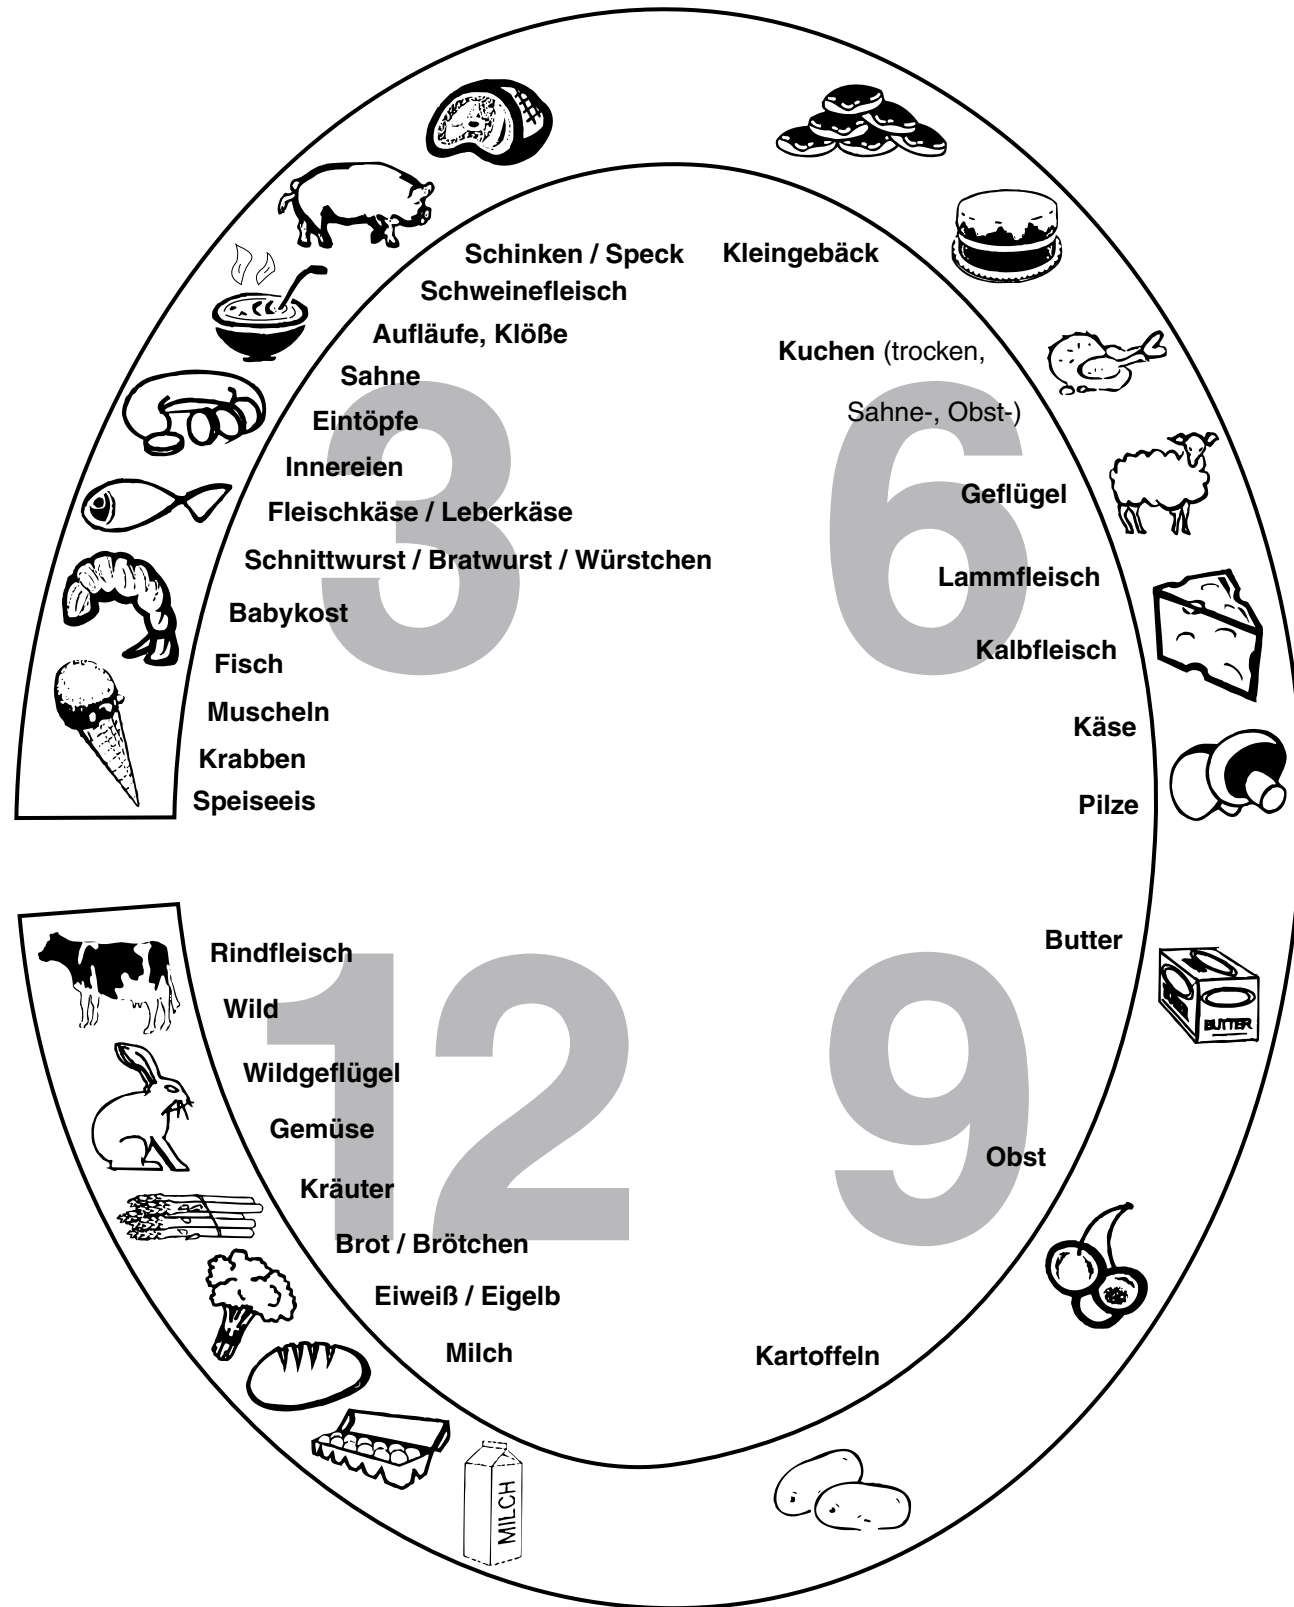 Schinken / Speck
Schweinefleisch
Aufläufe, Klöße
Sahne
Eintöpfe
Innereien
Fleischkäse / Leberkäse
Schnittwurst / Bratwurst / Würstchen
Babykost
Fisch
Muscheln
Krabben
Speiseeis
3
Kleingebäck
Kuchen (trocken,
Sahne-, Obst-)
Geflügel
Lammfleisch
Kalbfleisch
Käse
Pilze
6
Rindfleisch
Wild
Wildgeflügel
Gemüse
Kräuter
Brot / Brötchen
Eiweiß / Eigelb
Milch
12
MILCH
Butter
BUTTER
Obst
Kartoffeln
9